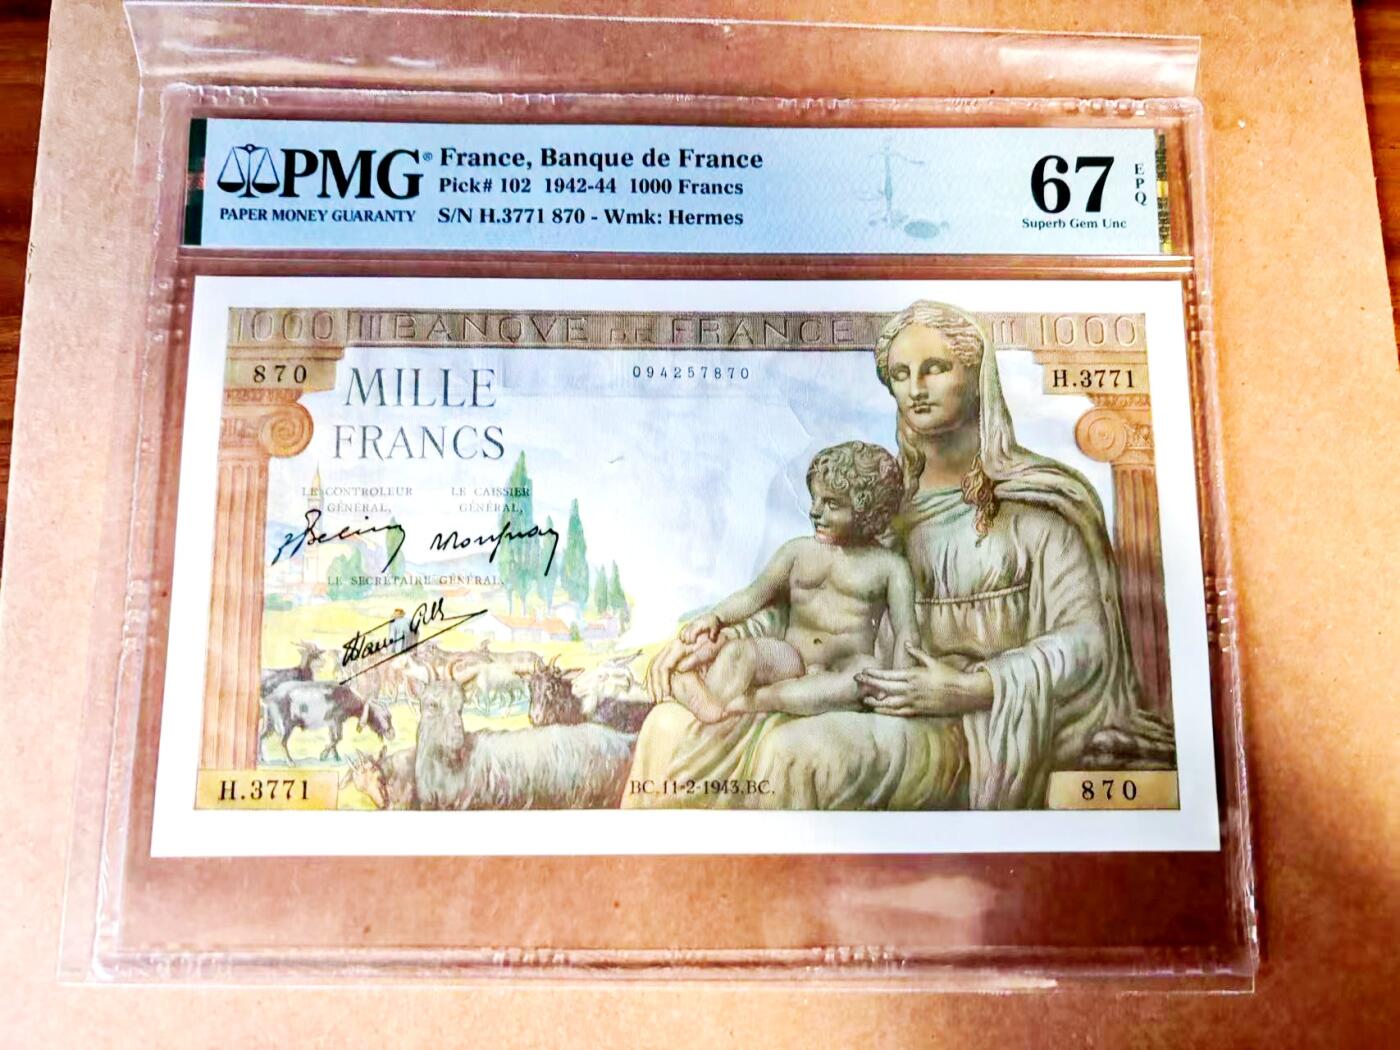 PMG®
PAPER MONEY GUARANTY
France, Banque de France
Pick# 102 1942-44 1000 Francs
S/N H.3771 870 - Wmk: Hermes
67
EPQ
Superb Gem Unc
1000 BANQVE DE FRANCE 1000
870
MILLE
FRANCS
094257870
H.3771
LE CONTROLEUR
GÉNÉRAL,
LE CAISSIER
GÉNÉRAL,
LE SECRÉTAIRE GÉNÉRAL,
H.3771
BC.11-2-1943.BC.
870